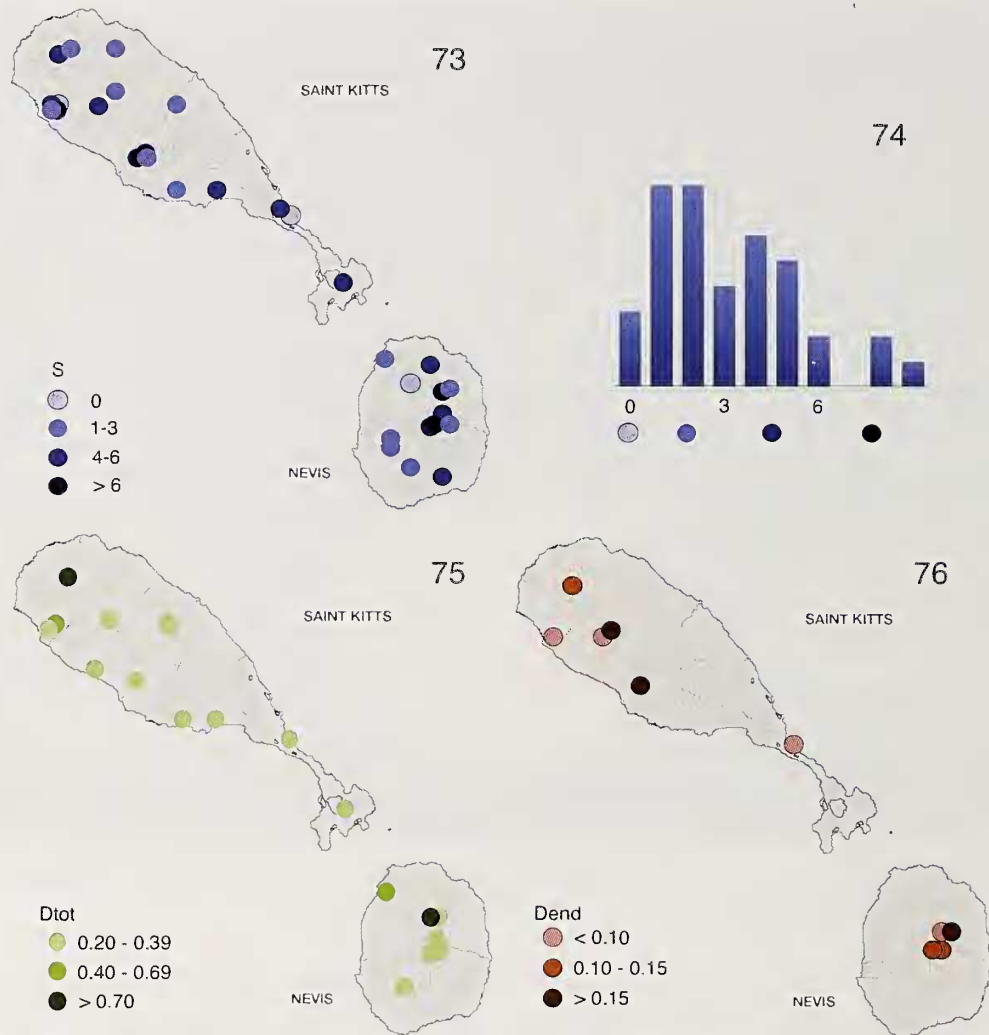 73
SAINT KITTS
S
0
1-3
4-6
> 6
NEVIS
74
0 3 6
75
SAINT KITTS
Dtot
0.20 - 0.39
0.40 - 0.69
> 0.70
NEVIS
76
SAINT KITTS
Dend
< 0.10
0.10 - 0.15
> 0.15
NEVIS